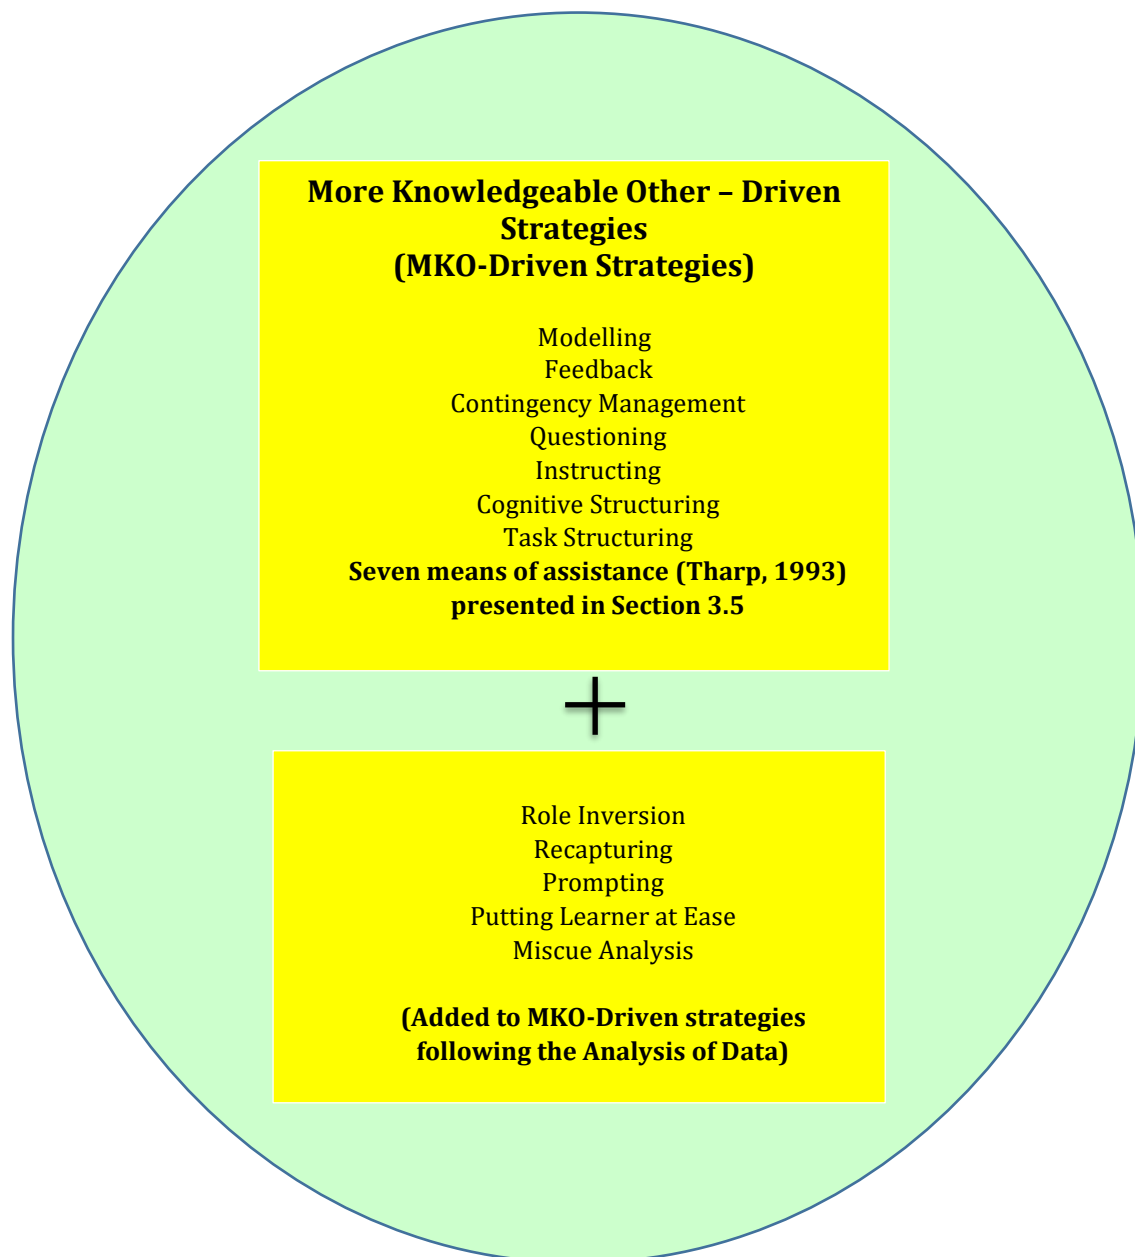 More Knowledgeable Other – Driven
Strategies
(MKO-Driven Strategies)
Modelling
Feedback
Contingency Management
Questioning
Instructing
Cognitive Structuring
Task Structuring
Seven means of assistance (Tharp, 1993)
presented in Section 3.5
+
Role Inversion
Recapturing
Prompting
Putting Learner at Ease
Miscue Analysis
(Added to MKO-Driven strategies
following the Analysis of Data)